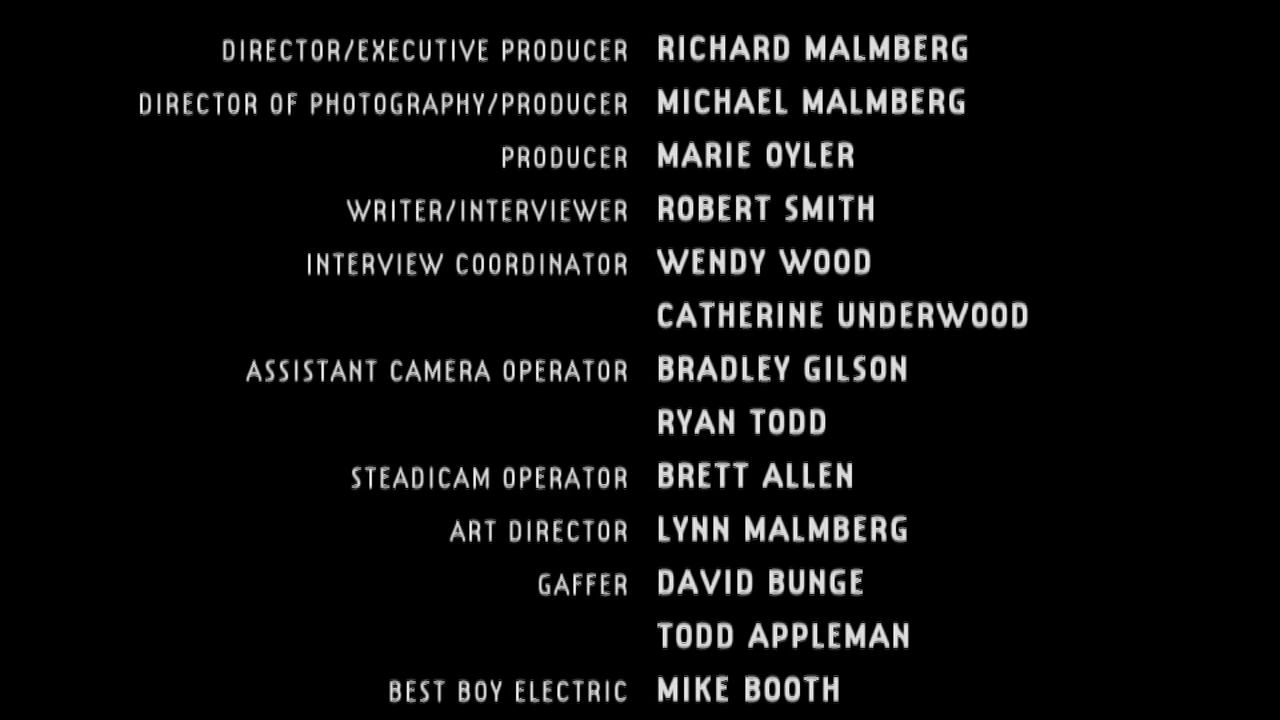 DIRECTOR/EXECUTIVE PRODUCER RICHARD MALMBERG
DIRECTOR OF PHOTOGRAPHY/PRODUCER MICHAEL MALMBERG
PRODUCER MARIE OYLER
WRITER/INTERVIEWER ROBERT SMITH
INTERVIEW COORDINATOR WENDY WOOD
CATHERINE UNDERWOOD
ASSISTANT CAMERA OPERATOR BRADLEY GILSON
RYAN TODD
STEADICAM OPERATOR BRETT ALLEN
ART DIRECTOR LYNN MALMBERG
GAFFER DAVID BUNGE
TODD APPLEMAN
BEST BOY ELECTRIC MIKE BOOTH